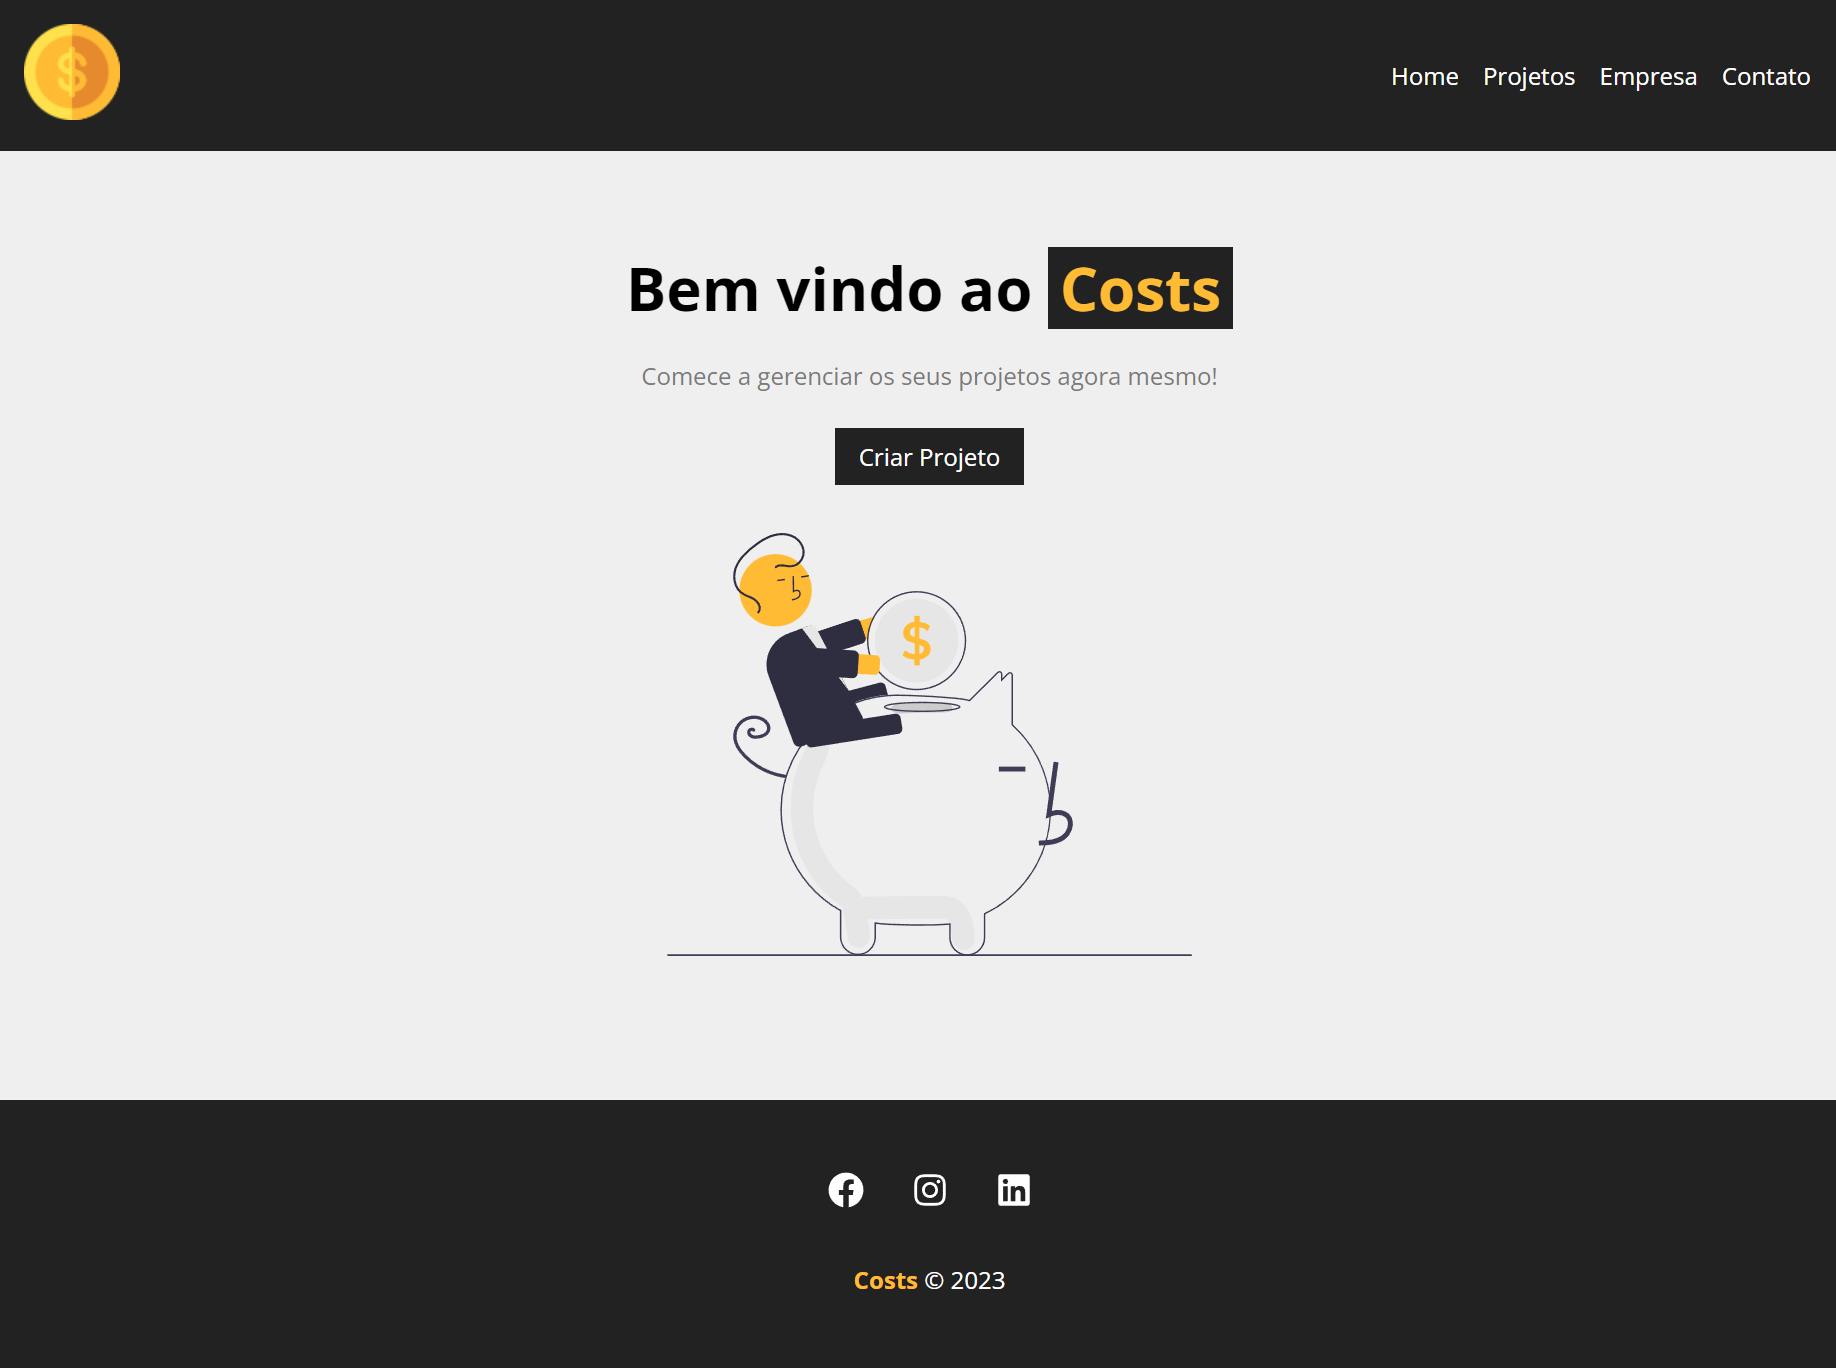 $
Home Projetos Empresa Contato
Bem vindo ao Costs
Comece a gerenciar os seus projetos agora mesmo!
Criar Projeto
$
Costs © 2023